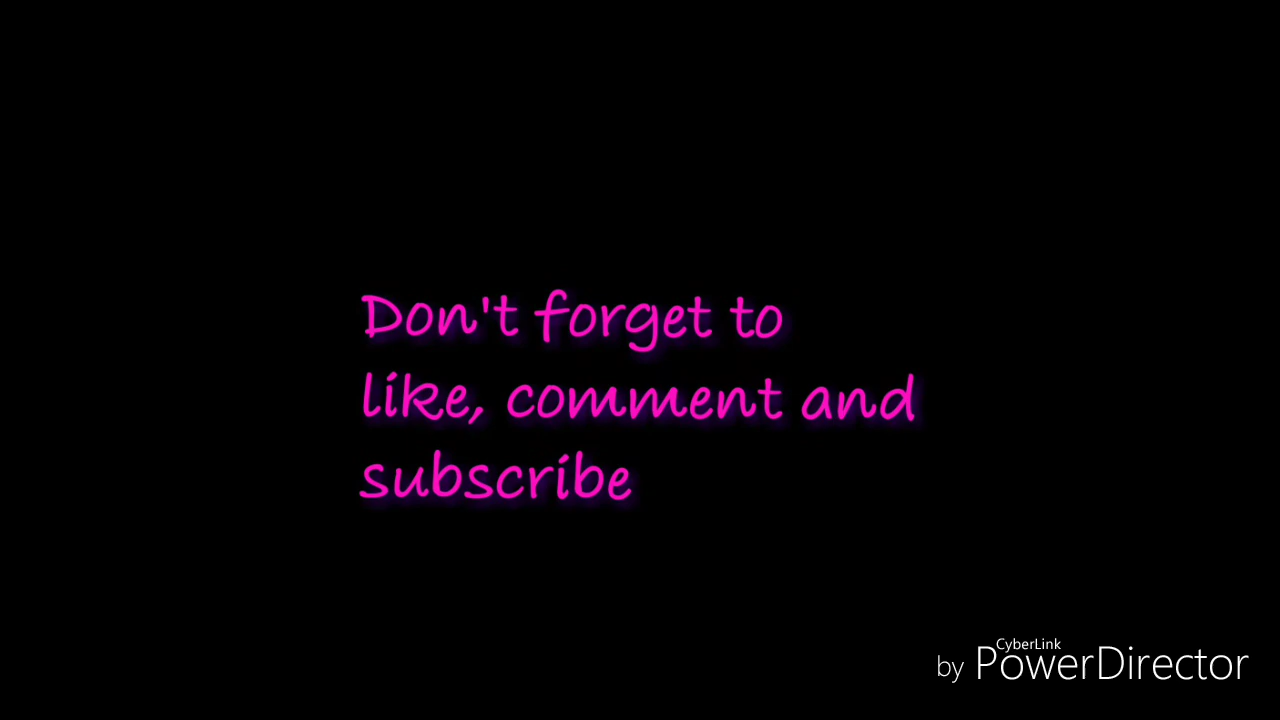 Don't forget to
like, comment and
subscribe
CyberLink
by PowerDirector